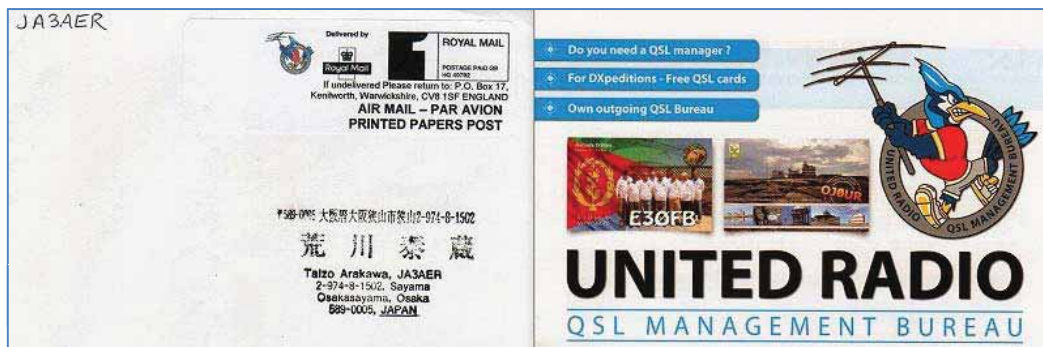 JA3AER
Delivered by
Royal Mail
1
ROYAL MAIL
POSTAGE PAID GB
HQ 40792
If undelivered Please return to: P.O. Box 17,
Kenilworth, Warwickshire, CV8 1SF ENGLAND
AIR MAIL – PAR AVION
PRINTED PAPERS POST
〒589-0005 大阪府大阪狭山市狭山2-974-8-1502
荒川泰蔵
Taizo Arakawa, JA3AER
2-974-8-1502, Sayama
Osakasayama, Osaka
589-0005, JAPAN
Do you need a QSL manager ?
For DXpeditions - Free QSL cards
Own outgoing QSL Bureau
E30FB
OJ0UR
UNITED RADIO
QSL MANAGEMENT BUREAU
UNITED RADIO
QSL MANAGEMENT BUREAU